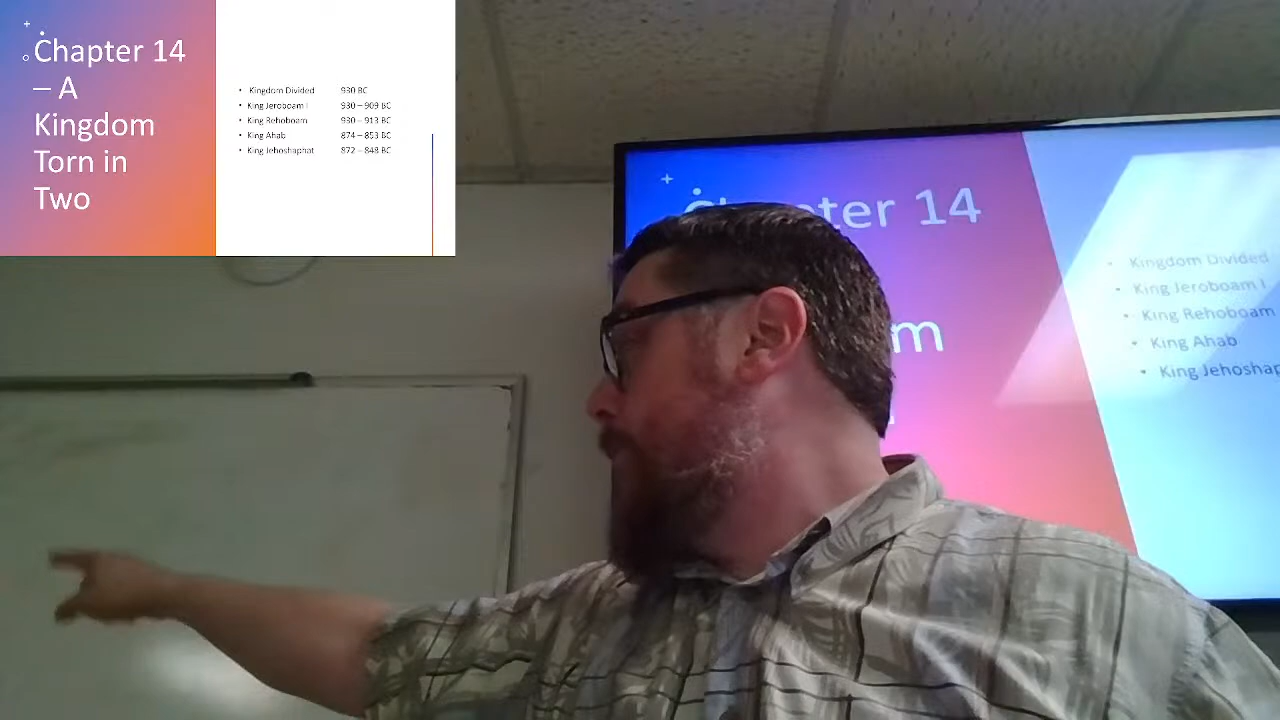 Chapter 14
– A
Kingdom
Torn in
Two
• Kingdom Divided 930 BC
• King Jeroboam I 930 – 909 BC
• King Rehoboam 930 – 913 BC
• King Ahab 874 – 853 BC
• King Jehoshaphat 872 – 848 BC
Chapter 14
m
• Kingdom Divided
• King Jeroboam I
• King Rehoboam
• King Ahab
• King Jehoshap